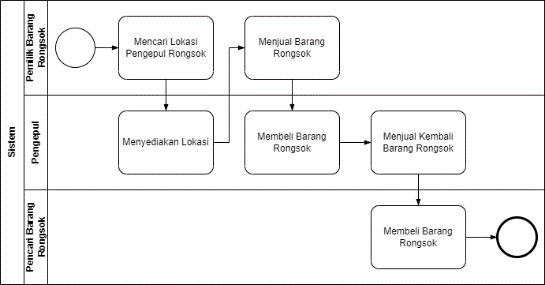 Sistem
Pemilik Barang
Rongsok
Mencari Lokasi
Pengepul Rongsok
Menjual Barang
Rongsok
Pengepul
Menyediakan Lokasi
Membeli Barang
Rongsok
Menjual Kembali
Barang Rongsok
Pencari Barang
Rongsok
Membeli Barang
Rongsok